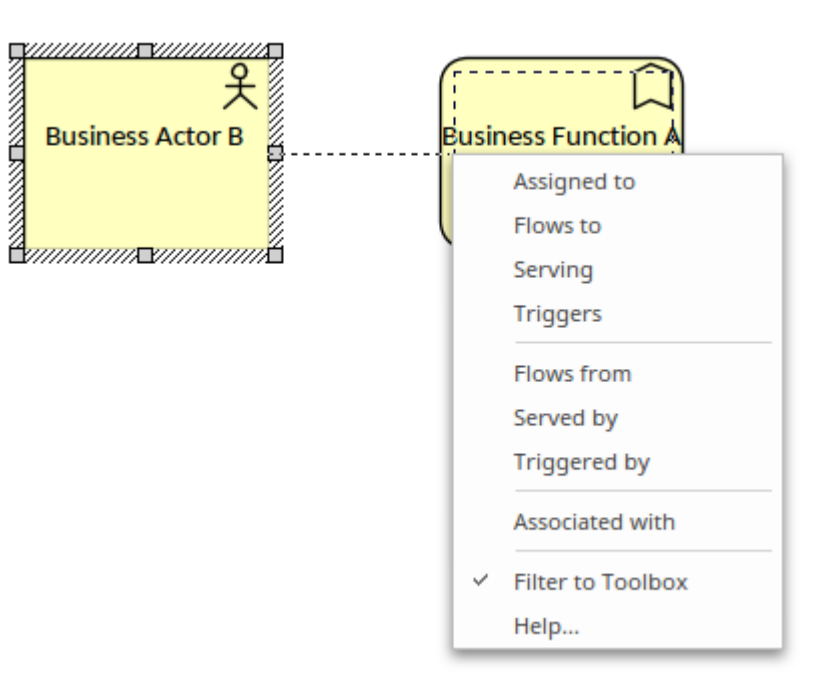 Business Actor B
Business Function A
Assigned to
Flows to
Serving
Triggers
Flows from
Served by
Triggered by
Associated with
Filter to Toolbox
Help...